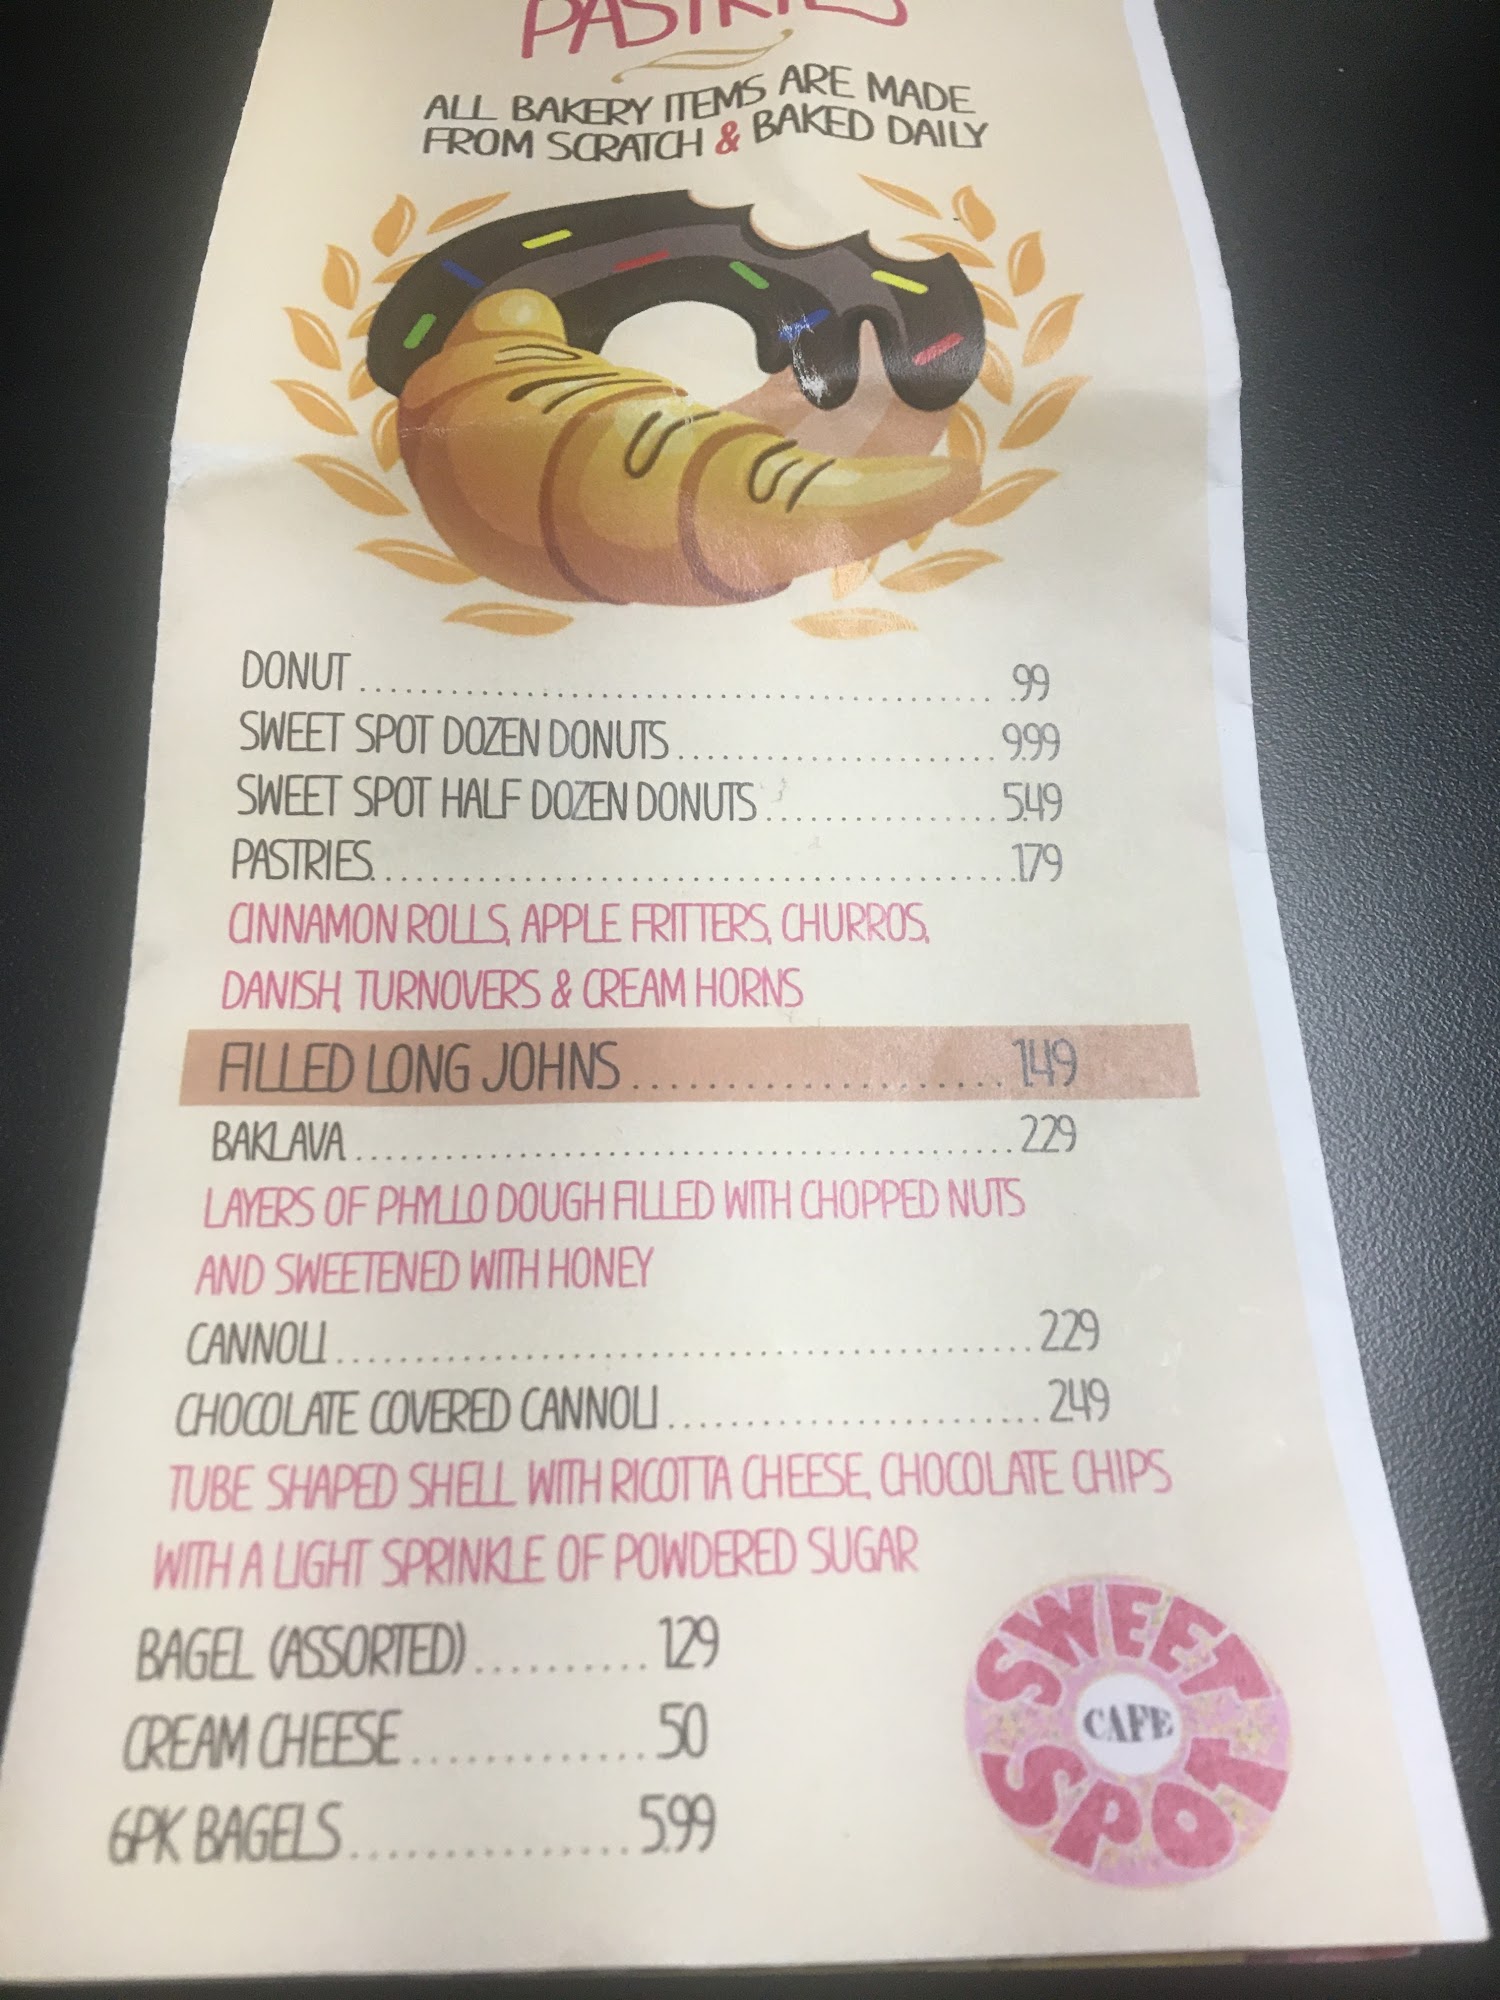 PASTRIES
ALL BAKERY ITEMS ARE MADE
FROM SCRATCH & BAKED DAILY
DONUT........................................ .99
SWEET SPOT DOZEN DONUTS.................... 9.99
SWEET SPOT HALF DOZEN DONUTS............... 5.49
PASTRIES........................................1.79
CINNAMON ROLLS, APPLE FRITTERS, CHURROS,
DANISH, TURNOVERS & CREAM HORNS
FILLED LONG JOHNS...................... 1.49
BAKLAVA........................................ 2.29
LAYERS OF PHYLLO DOUGH FILLED WITH CHOPPED NUTS
AND SWEETENED WITH HONEY
CANNOLI........................................ 2.29
CHOCOLATE COVERED CANNOLI...................... 2.49
TUBE SHAPED SHELL WITH RICOTTA CHEESE, CHOCOLATE CHIPS
WITH A LIGHT SPRINKLE OF POWDERED SUGAR
BAGEL (ASSORTED)........... 1.29
CREAM CHEESE............... .50
6PK BAGELS................. 5.99
SWEET
CAFE
SPOT